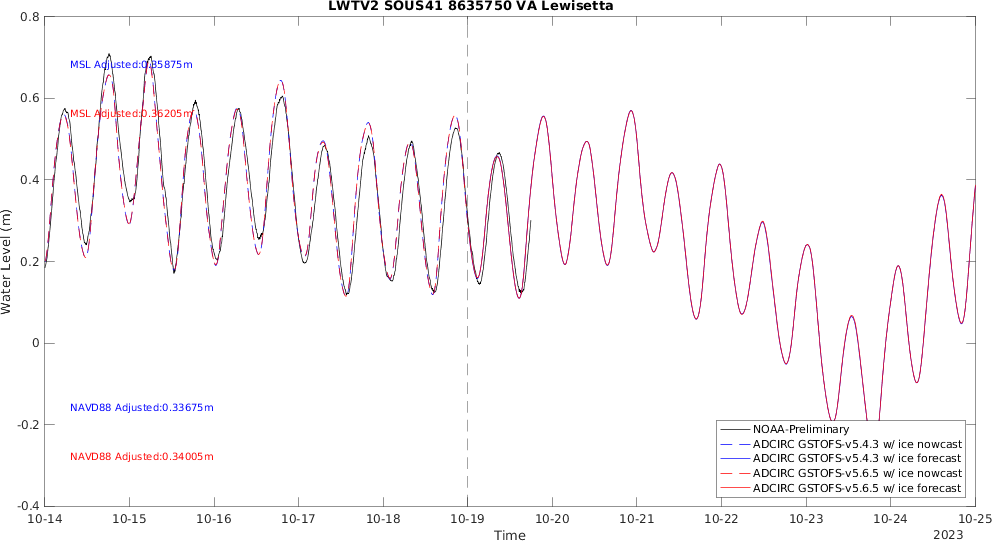 LWTV2 SOUS41 8635750 VA Lewisetta
0.8
0.6
0.4
0.2
0
-0.2
-0.4
Water Level (m)
MSL Adjusted:0.35875m
MSL Adjusted:0.36205m
NAVD88 Adjusted:0.33675m
NAVD88 Adjusted:0.34005m
NOAA-Preliminary
ADCIRC GSTOFS-v5.4.3 w/ ice nowcast
ADCIRC GSTOFS-v5.4.3 w/ ice forecast
ADCIRC GSTOFS-v5.6.5 w/ ice nowcast
ADCIRC GSTOFS-v5.6.5 w/ ice forecast
10-14 10-15 10-16 10-17 10-18 10-19 10-20 10-21 10-22 10-23 10-24 10-25
Time
2023